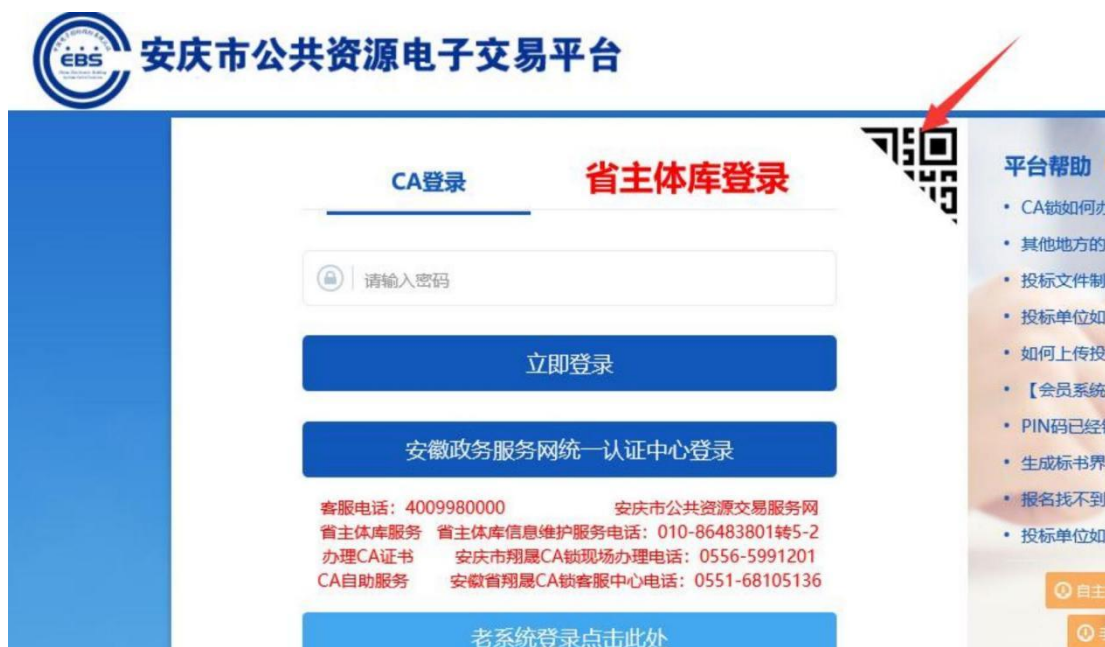 EBS
安庆市公共资源电子交易平台
CA登录
省主体库登录
请输入密码
立即登录
安徽政务服务网统一认证中心登录
客服电话：4009980000 安庆市公共资源交易服务网
省主体库服务 省主体库信息维护服务电话：010-86483801转5-2
办理CA证书 安庆市翔晟CA锁现场办理电话：0556-5991201
CA自助服务 安徽省翔晟CA锁客服中心电话：0551-68105136
老系统登录点击此处
平台帮助
• CA锁如何办
• 其他地方的
• 投标文件制
• 投标单位如
• 如何上传投
• 【会员系统
• PIN码已经
• 生成标书界
• 报名找不到
• 投标单位如
自主